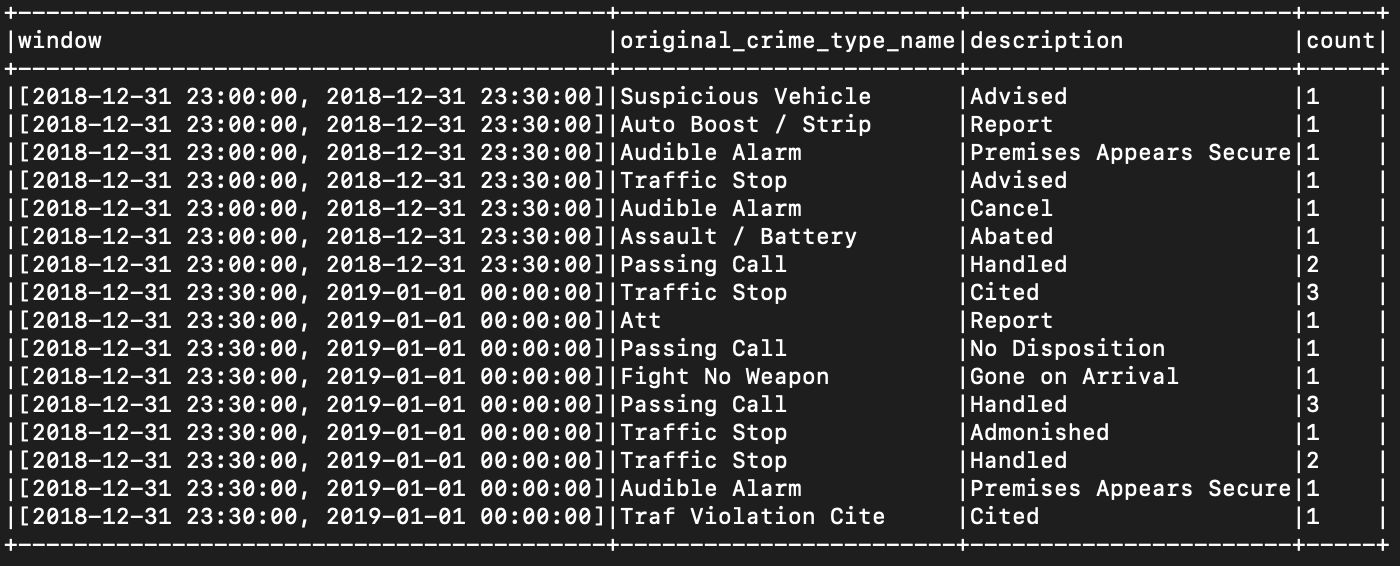 +------------------------------------------+------------------------+-----------------------+-----+
|window                                    |original_crime_type_name|description            |count|
+------------------------------------------+------------------------+-----------------------+-----+
|[2018-12-31 23:00:00, 2018-12-31 23:30:00]|Suspicious Vehicle      |Advised                |1    |
|[2018-12-31 23:00:00, 2018-12-31 23:30:00]|Auto Boost / Strip      |Report                 |1    |
|[2018-12-31 23:00:00, 2018-12-31 23:30:00]|Audible Alarm           |Premises Appears Secure|1    |
|[2018-12-31 23:00:00, 2018-12-31 23:30:00]|Traffic Stop            |Advised                |1    |
|[2018-12-31 23:00:00, 2018-12-31 23:30:00]|Audible Alarm           |Cancel                 |1    |
|[2018-12-31 23:00:00, 2018-12-31 23:30:00]|Assault / Battery       |Abated                 |1    |
|[2018-12-31 23:00:00, 2018-12-31 23:30:00]|Passing Call            |Handled                |2    |
|[2018-12-31 23:30:00, 2019-01-01 00:00:00]|Traffic Stop            |Cited                  |3    |
|[2018-12-31 23:30:00, 2019-01-01 00:00:00]|Att                     |Report                 |1    |
|[2018-12-31 23:30:00, 2019-01-01 00:00:00]|Passing Call            |No Disposition         |1    |
|[2018-12-31 23:30:00, 2019-01-01 00:00:00]|Fight No Weapon         |Gone on Arrival        |1    |
|[2018-12-31 23:30:00, 2019-01-01 00:00:00]|Passing Call            |Handled                |3    |
|[2018-12-31 23:30:00, 2019-01-01 00:00:00]|Traffic Stop            |Admonished             |1    |
|[2018-12-31 23:30:00, 2019-01-01 00:00:00]|Traffic Stop            |Handled                |2    |
|[2018-12-31 23:30:00, 2019-01-01 00:00:00]|Audible Alarm           |Premises Appears Secure|1    |
|[2018-12-31 23:30:00, 2019-01-01 00:00:00]|Traf Violation Cite     |Cited                  |1    |
+------------------------------------------+------------------------+-----------------------+-----+